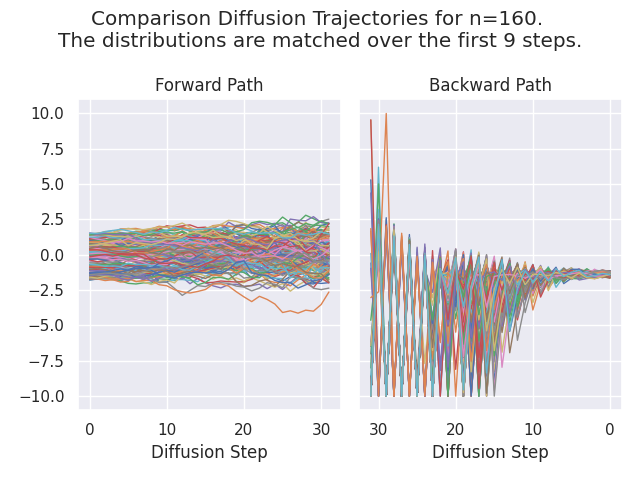 Comparison Diffusion Trajectories for n=160.
The distributions are matched over the first 9 steps.
Forward Path
Backward Path
10.0
7.5
5.0
2.5
0.0
−2.5
−5.0
−7.5
−10.0
0 10 20 30
30 20 10 0
Diffusion Step
Diffusion Step